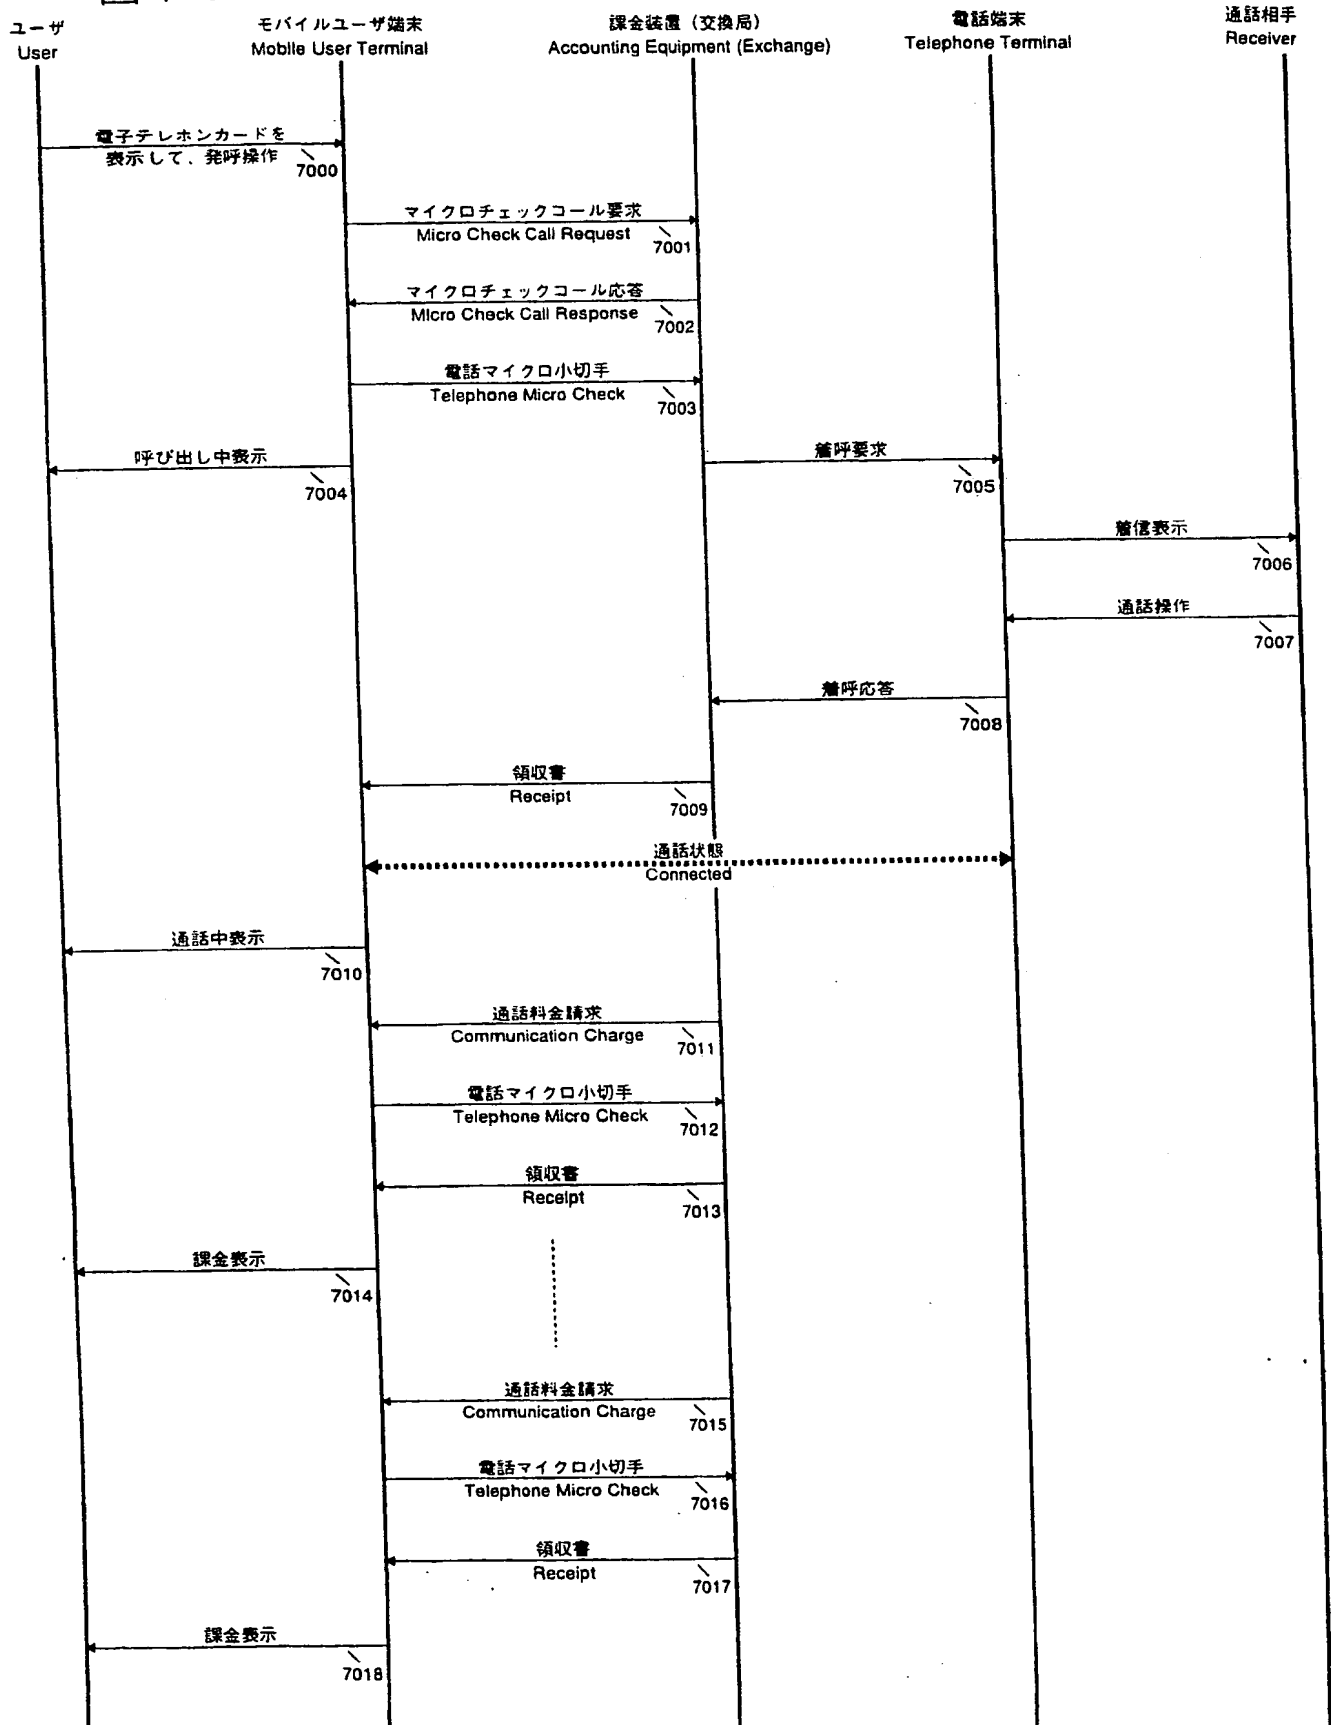 ユーザ
User
モバイルユーザ端末
Mobile User Terminal
課金装置（交換局）
Accounting Equipment (Exchange)
電話端末
Telephone Terminal
通話相手
Receiver
電子テレホンカードを
表示して、発呼操作
7000
マイクロチェックコール要求
Micro Check Call Request
7001
マイクロチェックコール応答
Micro Check Call Response
7002
電話マイクロ小切手
Telephone Micro Check
7003
呼び出し中表示
7004
着呼要求
7005
着信表示
7006
通話操作
7007
着呼応答
7008
領収書
Receipt
7009
通話状態
Connected
通話中表示
7010
通話料金請求
Communication Charge
7011
電話マイクロ小切手
Telephone Micro Check
7012
領収書
Receipt
7013
課金表示
7014
通話料金請求
Communication Charge
7015
電話マイクロ小切手
Telephone Micro Check
7016
領収書
Receipt
7017
課金表示
7018